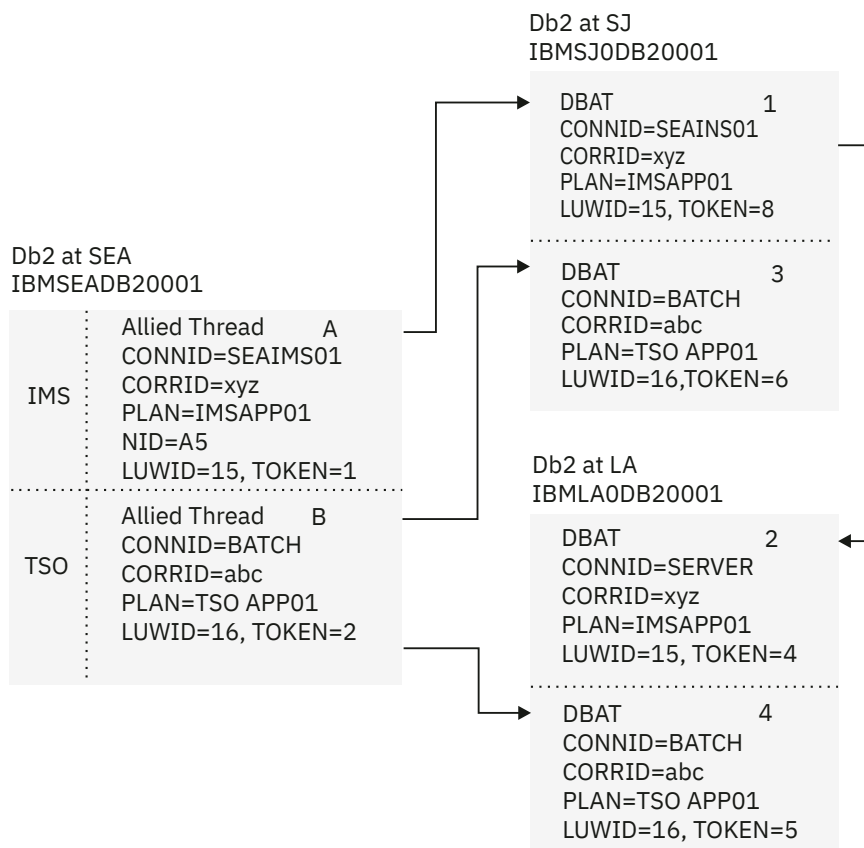 Db2 at SJ
IBMSJ0DB20001
DBAT 1
CONNID=SEAINS01
CORRID=xyz
PLAN=IMSAPP01
LUWID=15, TOKEN=8
DBAT 3
CONNID=BATCH
CORRID=abc
PLAN=TSO APP01
LUWID=16,TOKEN=6
Db2 at SEA
IBMSEADB20001
IMS
Allied Thread A
CONNID=SEAIMS01
CORRID=xyz
PLAN=IMSAPP01
NID=A5
LUWID=15, TOKEN=1
TSO
Allied Thread B
CONNID=BATCH
CORRID=abc
PLAN=TSO APP01
LUWID=16, TOKEN=2
Db2 at LA
IBMLA0DB20001
DBAT 2
CONNID=SERVER
CORRID=xyz
PLAN=IMSAPP01
LUWID=15, TOKEN=4
DBAT 4
CONNID=BATCH
CORRID=abc
PLAN=TSO APP01
LUWID=16, TOKEN=5